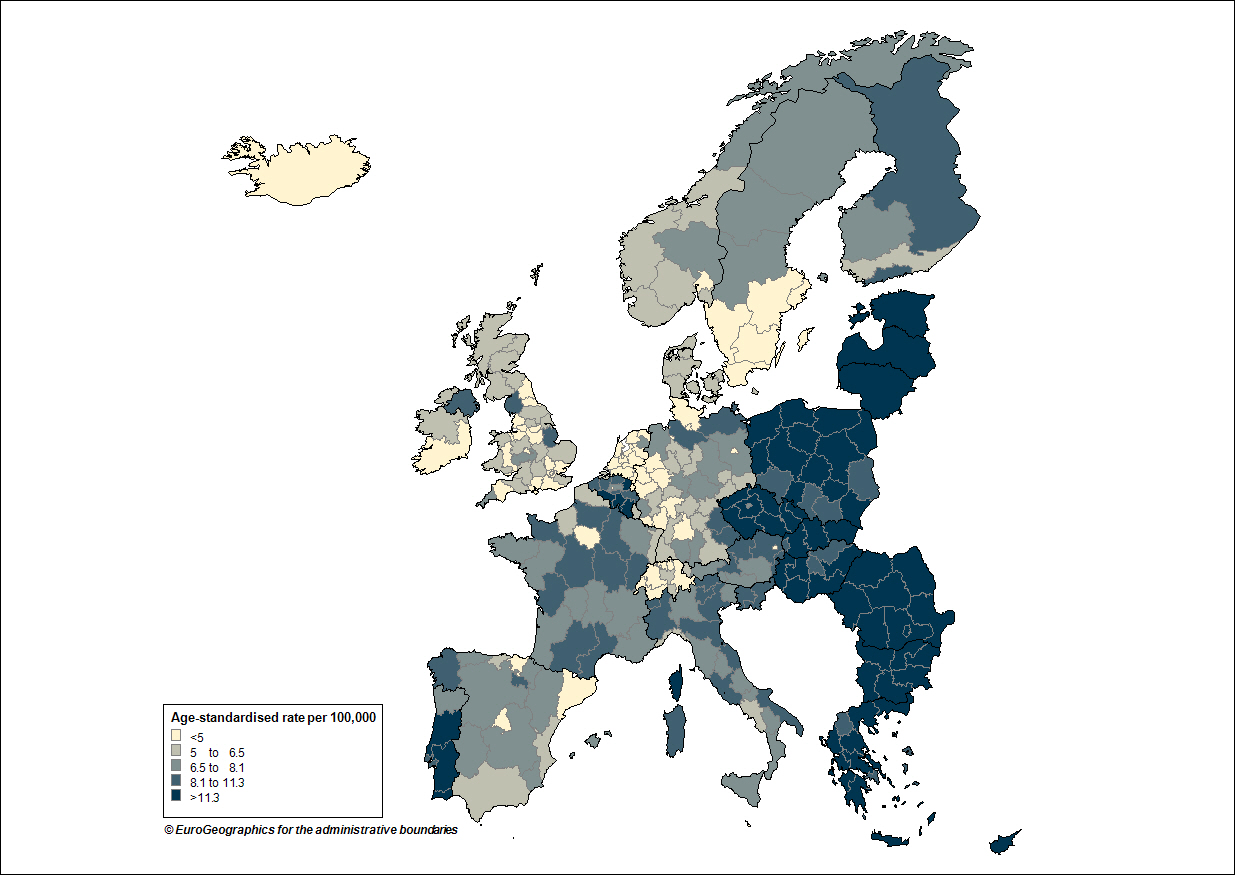 Age-standardised rate per 100,000
<5
5 to 6.5
6.5 to 8.1
8.1 to 11.3
>11.3
© EuroGeographics for the administrative boundaries